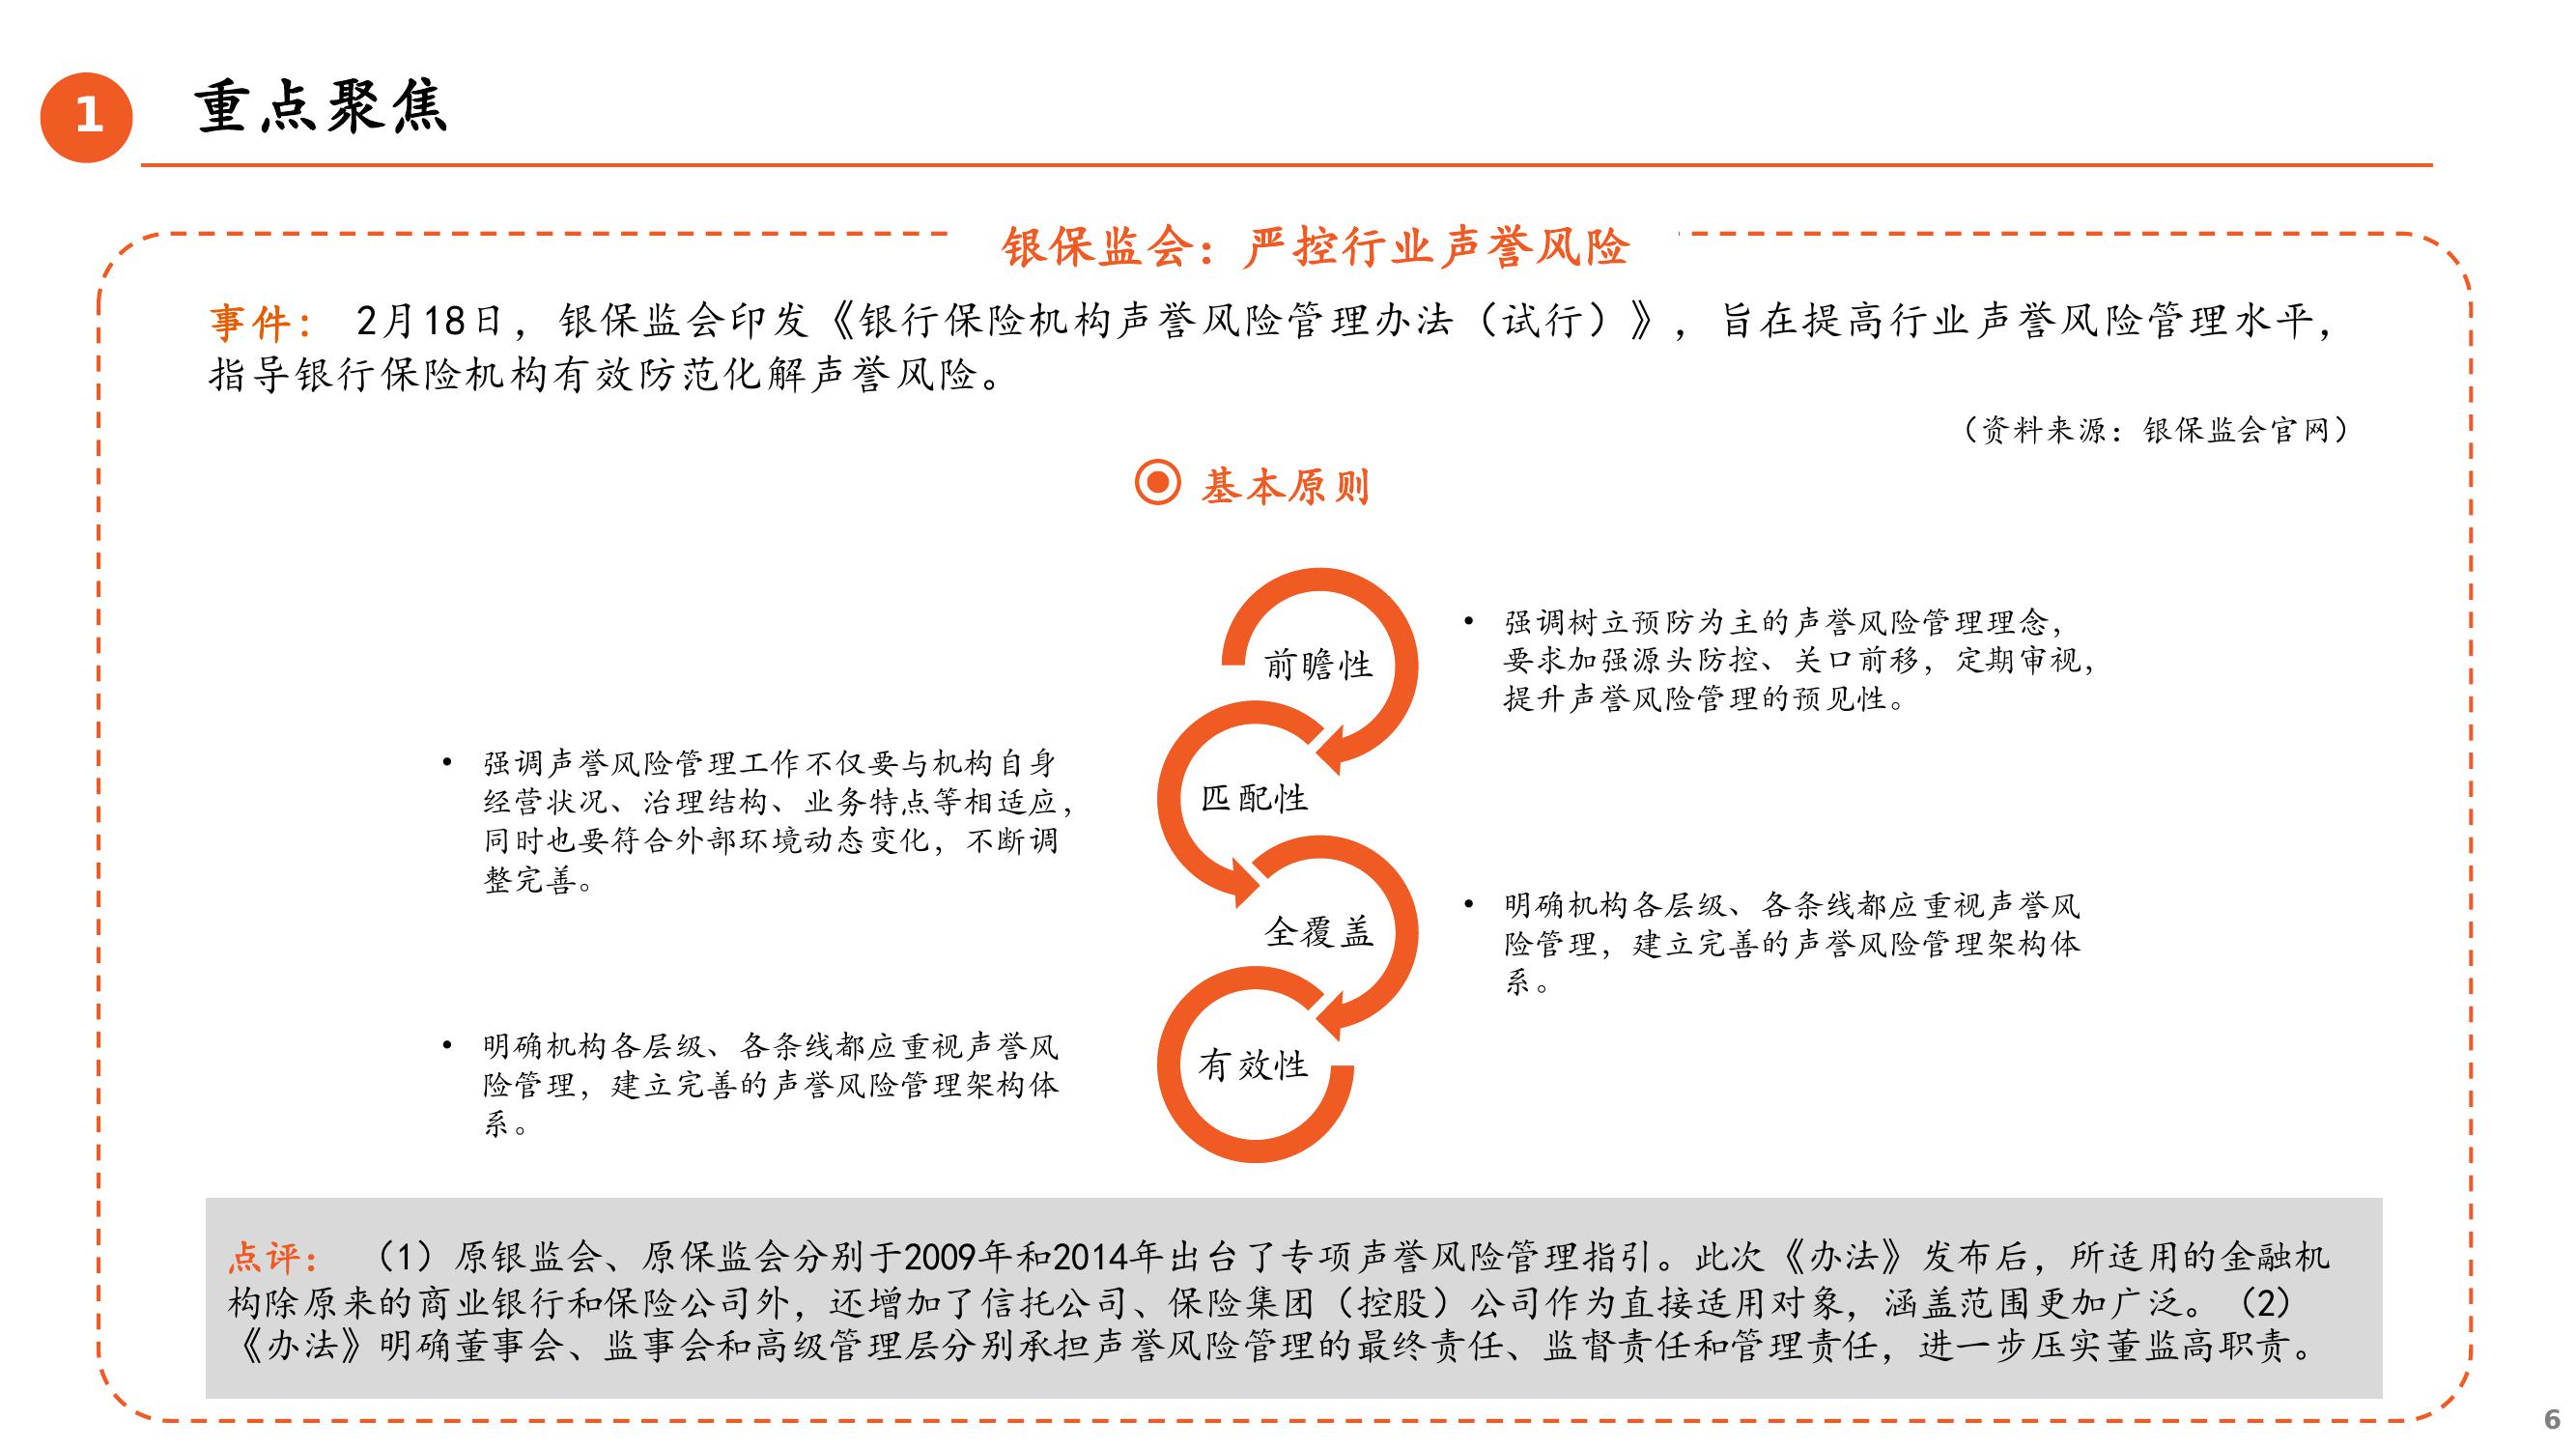 1
重点聚焦
银保监会：严控行业声誉风险
事件： 2月18日，银保监会印发《银行保险机构声誉风险管理办法（试行）》，旨在提高行业声誉风险管理水平，
指导银行保险机构有效防范化解声誉风险。
（资料来源：银保监会官网）
基本原则
前瞻性
• 强调树立预防为主的声誉风险管理理念，
要求加强源头防控、关口前移，定期审视，
提升声誉风险管理的预见性。
匹配性
• 强调声誉风险管理工作不仅要与机构自身
经营状况、治理结构、业务特点等相适应，
同时也要符合外部环境动态变化，不断调
整完善。
全覆盖
• 明确机构各层级、各条线都应重视声誉风
险管理，建立完善的声誉风险管理架构体
系。
有效性
• 明确机构各层级、各条线都应重视声誉风
险管理，建立完善的声誉风险管理架构体
系。
点评： （1）原银监会、原保监会分别于2009年和2014年出台了专项声誉风险管理指引。此次《办法》发布后，所适用的金融机
构除原来的商业银行和保险公司外，还增加了信托公司、保险集团（控股）公司作为直接适用对象，涵盖范围更加广泛。（2）
《办法》明确董事会、监事会和高级管理层分别承担声誉风险管理的最终责任、监督责任和管理责任，进一步压实董监高职责。
6